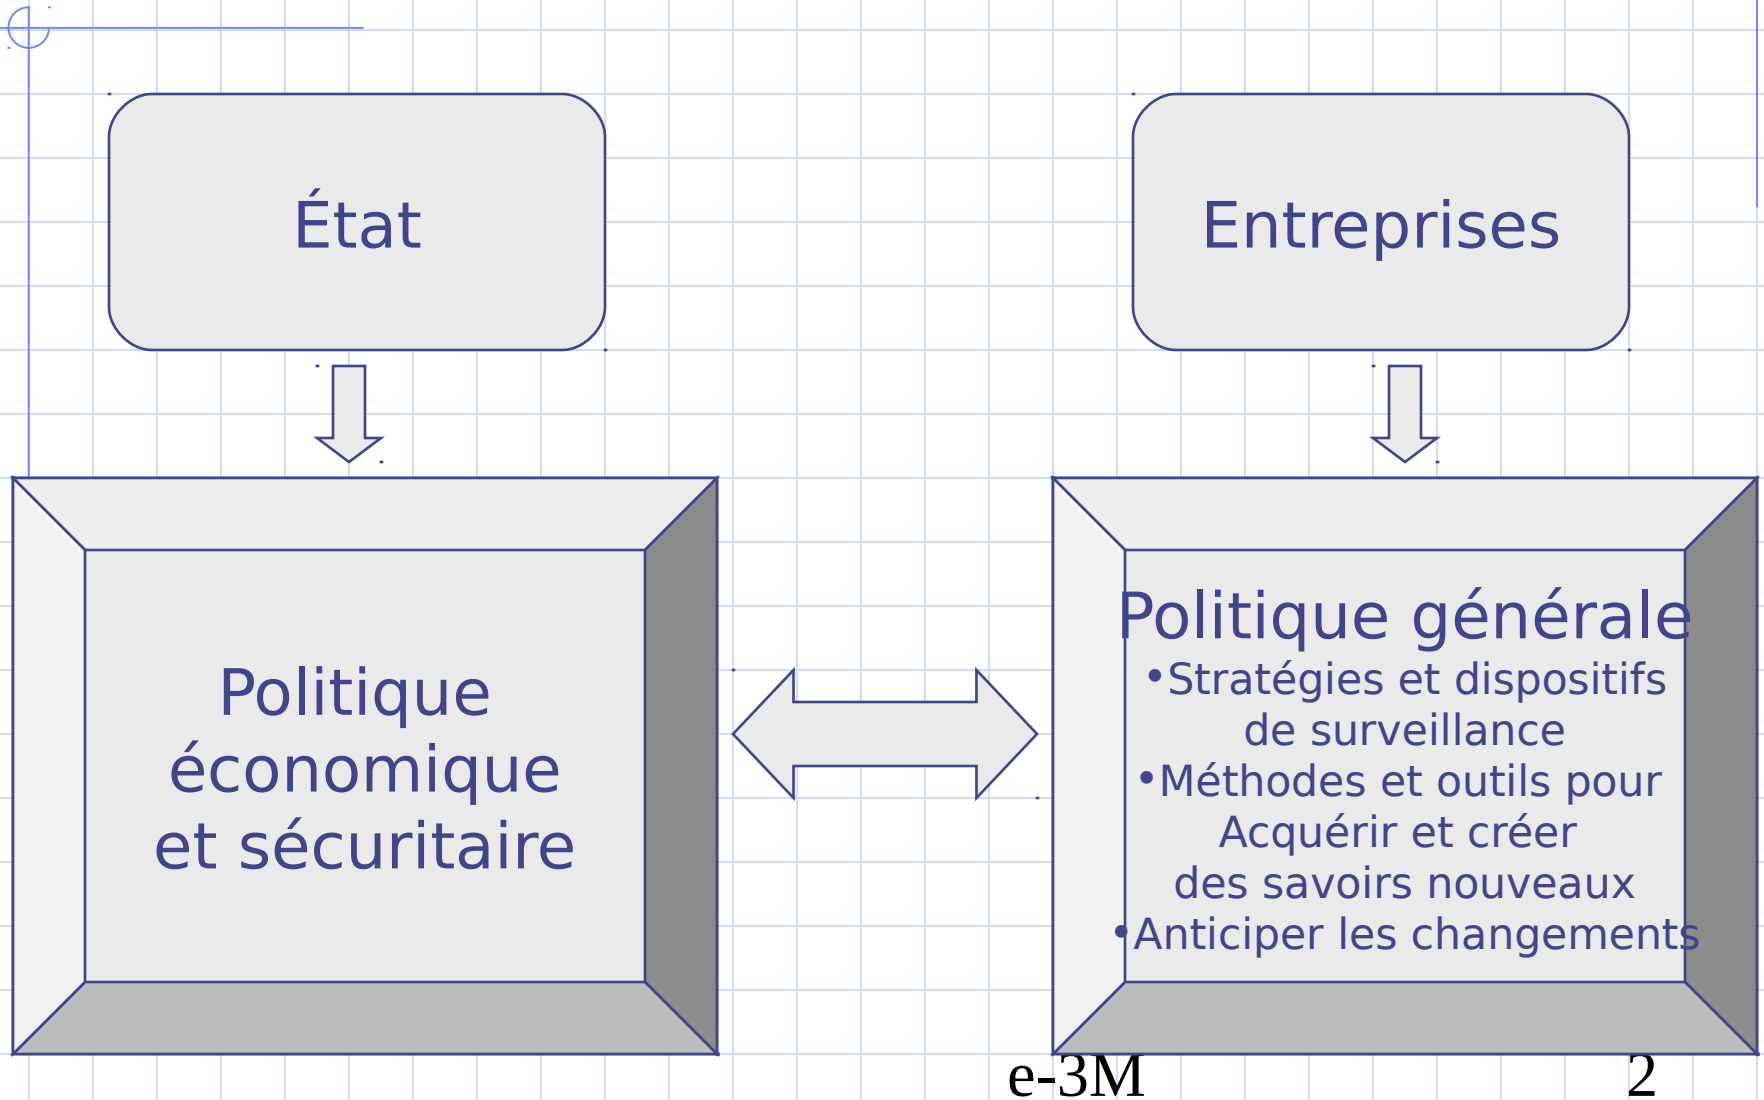 État
Entreprises
Politique
économique
et sécuritaire
Politique générale
•Stratégies et dispositifs
de surveillance
•Méthodes et outils pour
Acquérir et créer
des savoirs nouveaux
•Anticiper les changements
e-3M
2